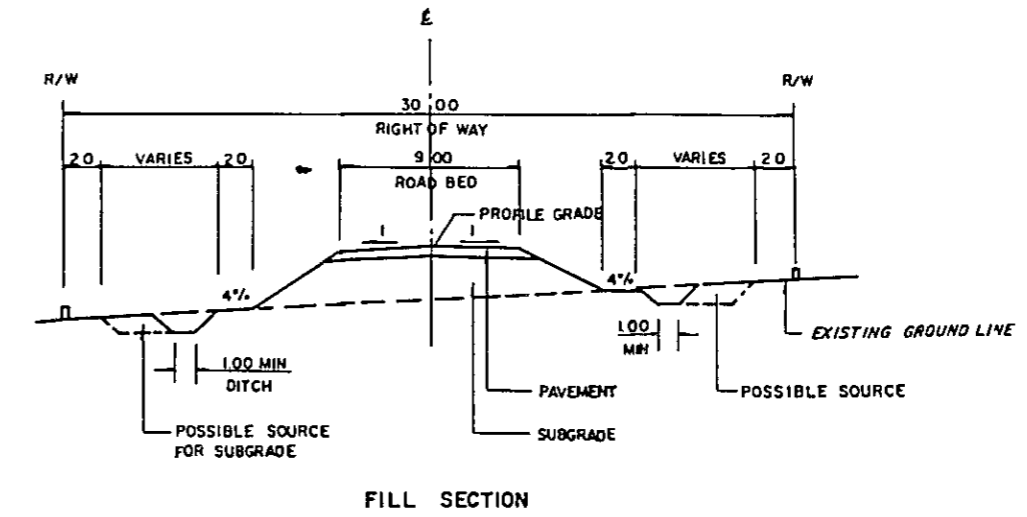 ℄
R/W
R/W
30 00
RIGHT OF WAY
20
VARIES
20
9 00
20
VARIES
20
ROAD BED
PROFILE GRADE
4%
4%
1.00
MIN
EXISTING GROUND LINE
1.00 MIN
DITCH
PAVEMENT
POSSIBLE SOURCE
POSSIBLE SOURCE
FOR SUBGRADE
SUBGRADE
FILL SECTION